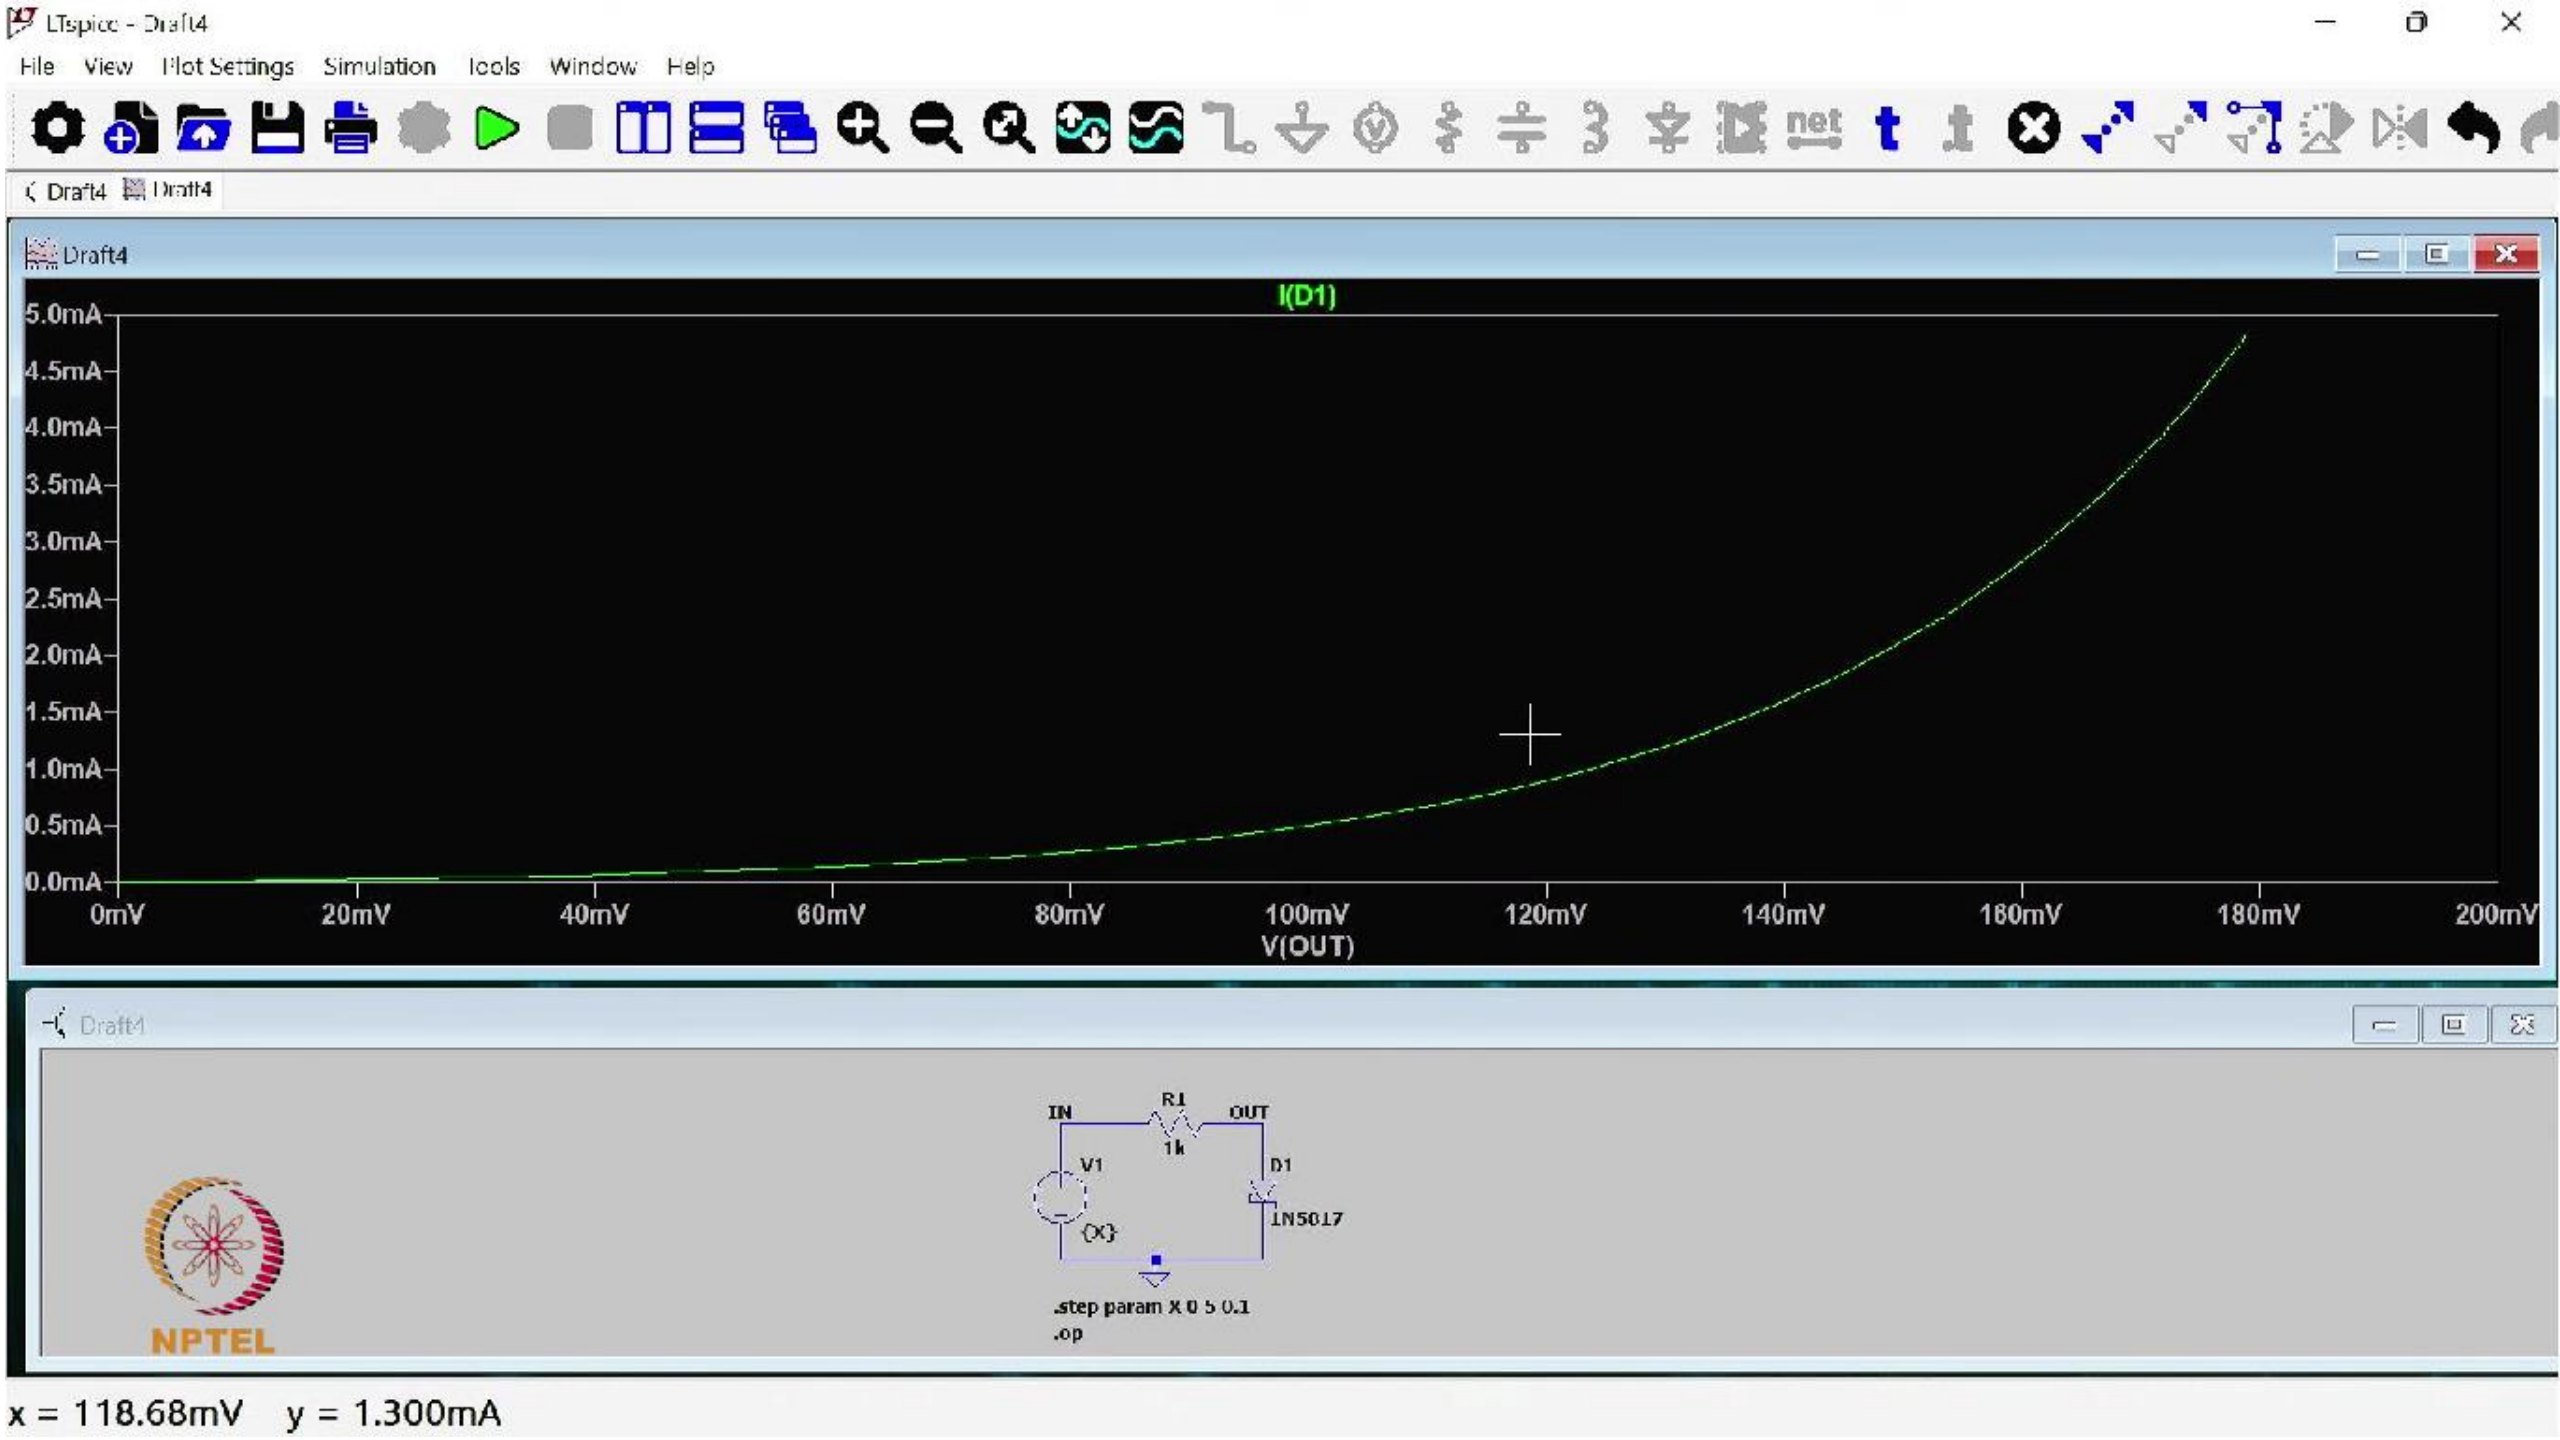 LTspice - Draft4
File View Plot Settings Simulation Tools Window Help
net t .t
Draft4 Draft4
Draft4
I(D1)
5.0mA
4.5mA
4.0mA
3.5mA
3.0mA
2.5mA
2.0mA
1.5mA
1.0mA
0.5mA
0.0mA
0mV 20mV 40mV 60mV 80mV 100mV 120mV 140mV 160mV 180mV 200mV
V(OUT)
Draft4
IN R1 OUT
1k
V1 D1
{X} 1N5817
.step param X 0 5 0.1
.op
NPTEL
x = 118.68mV y = 1.300mA